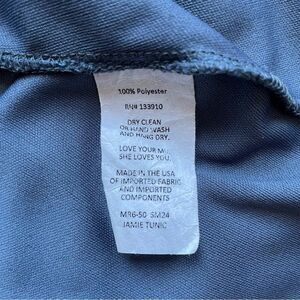 100% Polyester
RN# 133910
DRY CLEAN
OR HAND WASH
AND HANG DRY.
LOVE YOUR
SHE LOVES YOU.
MADE IN THE USA
OF IMPORTED FABRIC
AND IMPORTED
COMPONENTS
MR6-50 SM24
JAMIE TUNIC